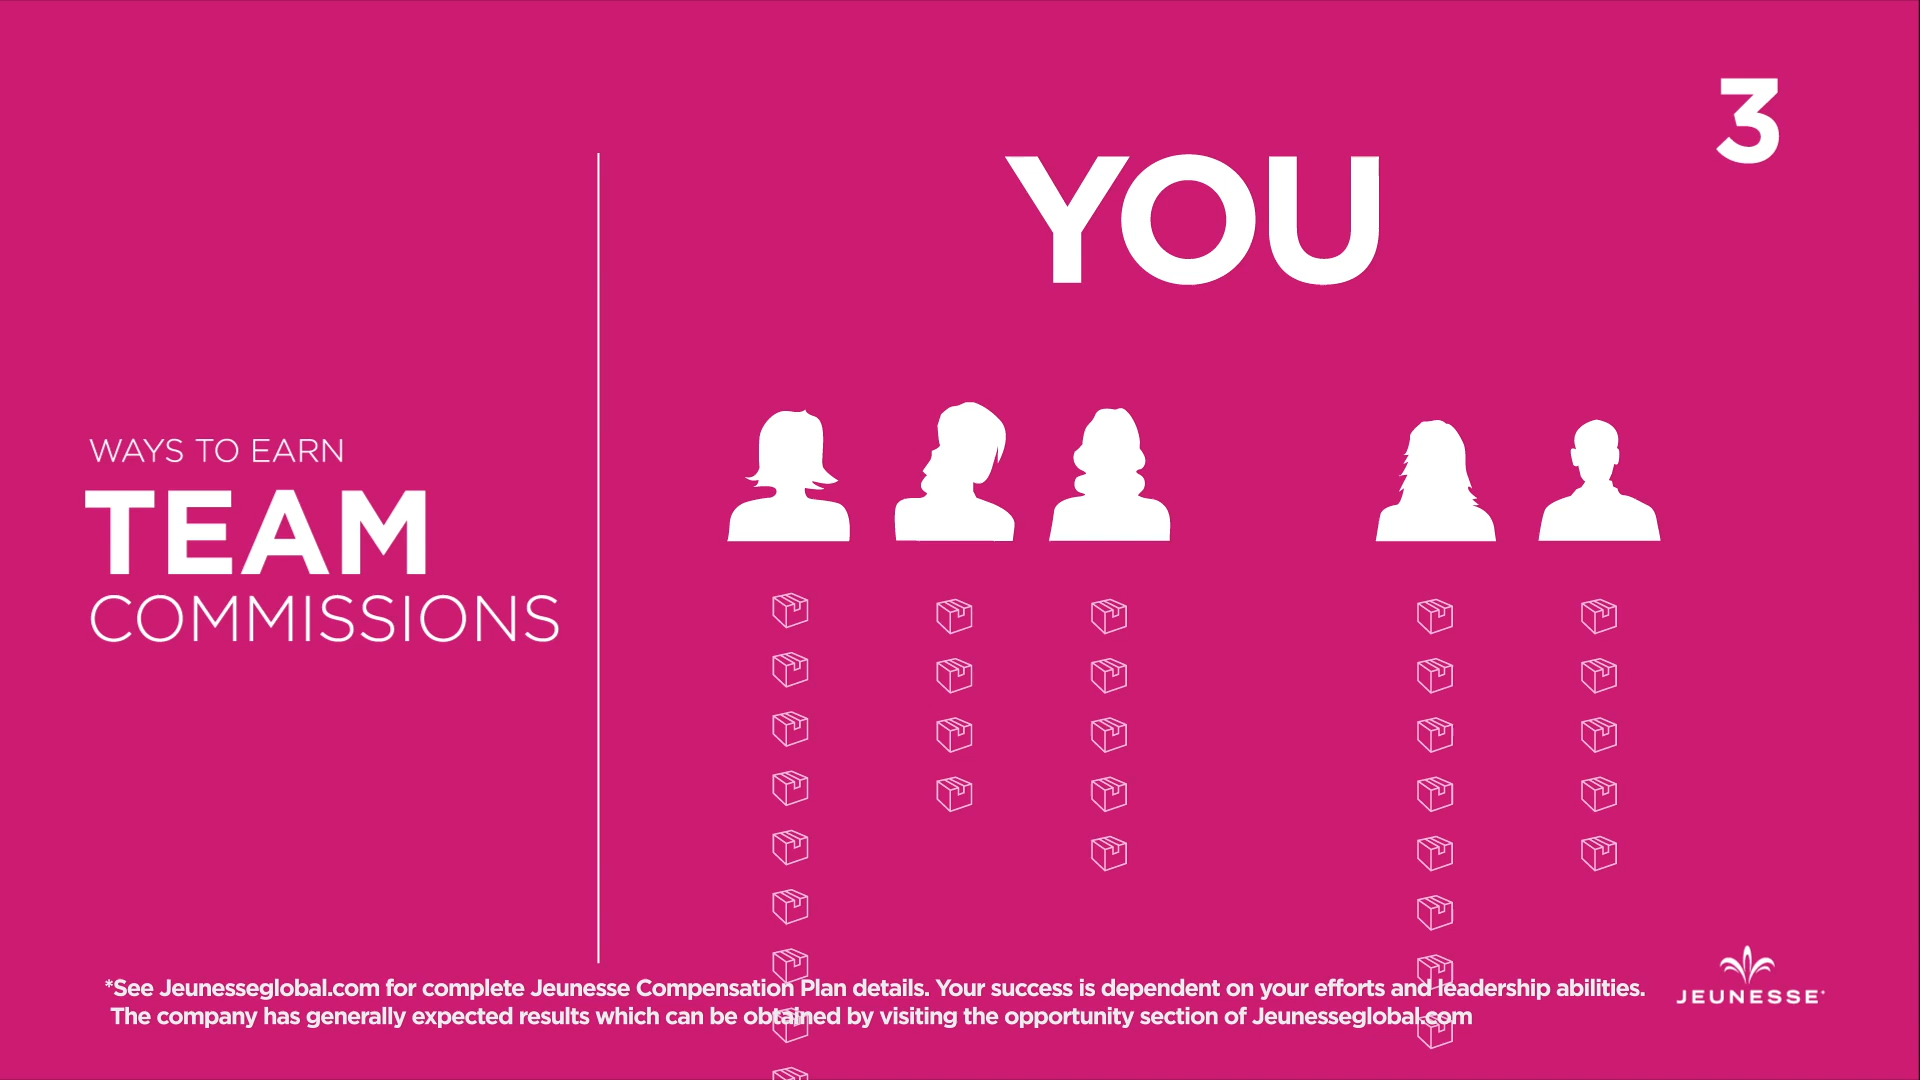 3
YOU
WAYS TO EARN
TEAM
COMMISSIONS
*See Jeunesseglobal.com for complete Jeunesse Compensation Plan details. Your success is dependent on your efforts and leadership abilities.
The company has generally expected results which can be obtained by visiting the opportunity section of Jeunesseglobal.com
JEUNESSE